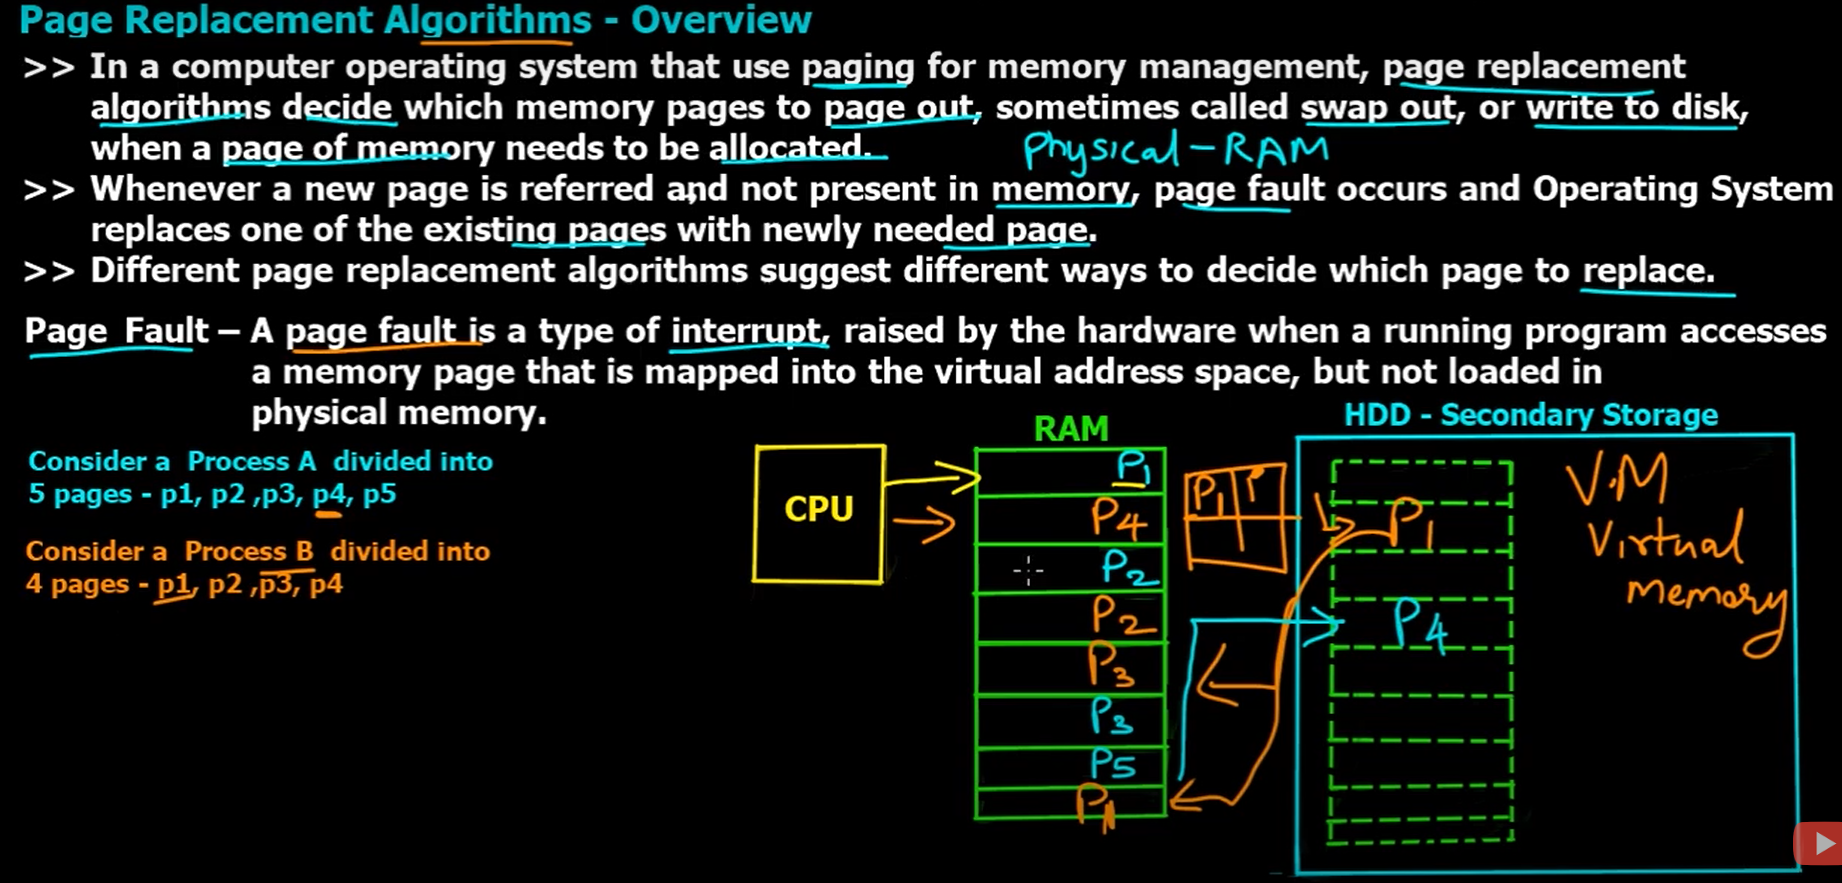 Page Replacement Algorithms - Overview
>> In a computer operating system that use paging for memory management, page replacement
algorithms decide which memory pages to page out, sometimes called swap out, or write to disk,
when a page of memory needs to be allocated.
Physical - RAM
>> Whenever a new page is referred and not present in memory, page fault occurs and Operating System
replaces one of the existing pages with newly needed page.
>> Different page replacement algorithms suggest different ways to decide which page to replace.
Page Fault – A page fault is a type of interrupt, raised by the hardware when a running program accesses
a memory page that is mapped into the virtual address space, but not loaded in
physical memory.
Consider a Process A divided into
5 pages - p1, p2 ,p3, p4, p5
Consider a Process B divided into
4 pages - p1, p2 ,p3, p4
CPU
RAM
P1
P4
P2
P2
P3
P3
P5
P1
HDD - Secondary Storage
P1
P4
V.M
Virtual
Memory